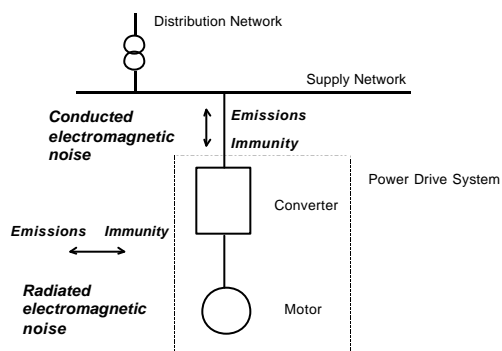 Distribution Network
Supply Network
Conducted
electromagnetic
noise
Emissions
Immunity
Power Drive System
Converter
Emissions Immunity
Radiated
electromagnetic
noise
Motor